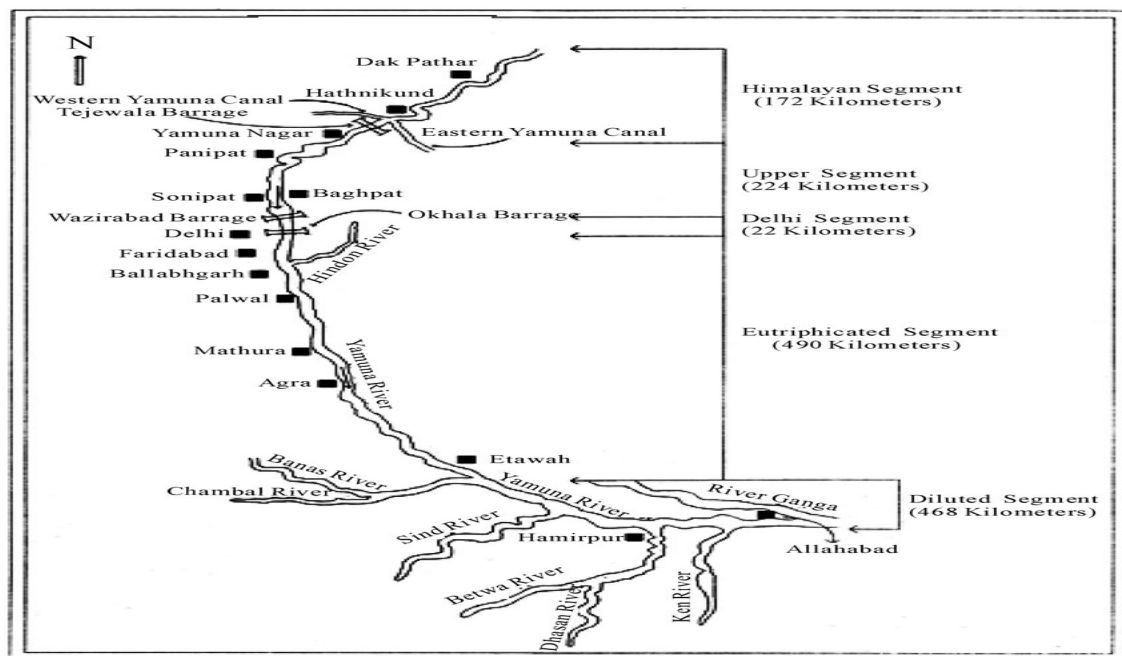 N
Dak Pathar
Hathnikund
Western Yamuna Canal
Tejewala Barrage
Yamuna Nagar
Eastern Yamuna Canal
Panipat
Sonipat
Baghpat
Wazirabad Barrage
Okhala Barrage
Delhi
Faridabad
Hindon River
Ballabhgarh
Palwal
Mathura
Yamuna River
Agra
Etawah
Banas River
Chambal River
Yamuna River
River Ganga
Sind River
Hamirpur
Allahabad
Betwa River
Dhasan River
Ken River
Himalayan Segment
(172 Kilometers)
Upper Segment
(224 Kilometers)
Delhi Segment
(22 Kilometers)
Eutriphicated Segment
(490 Kilometers)
Diluted Segment
(468 Kilometers)